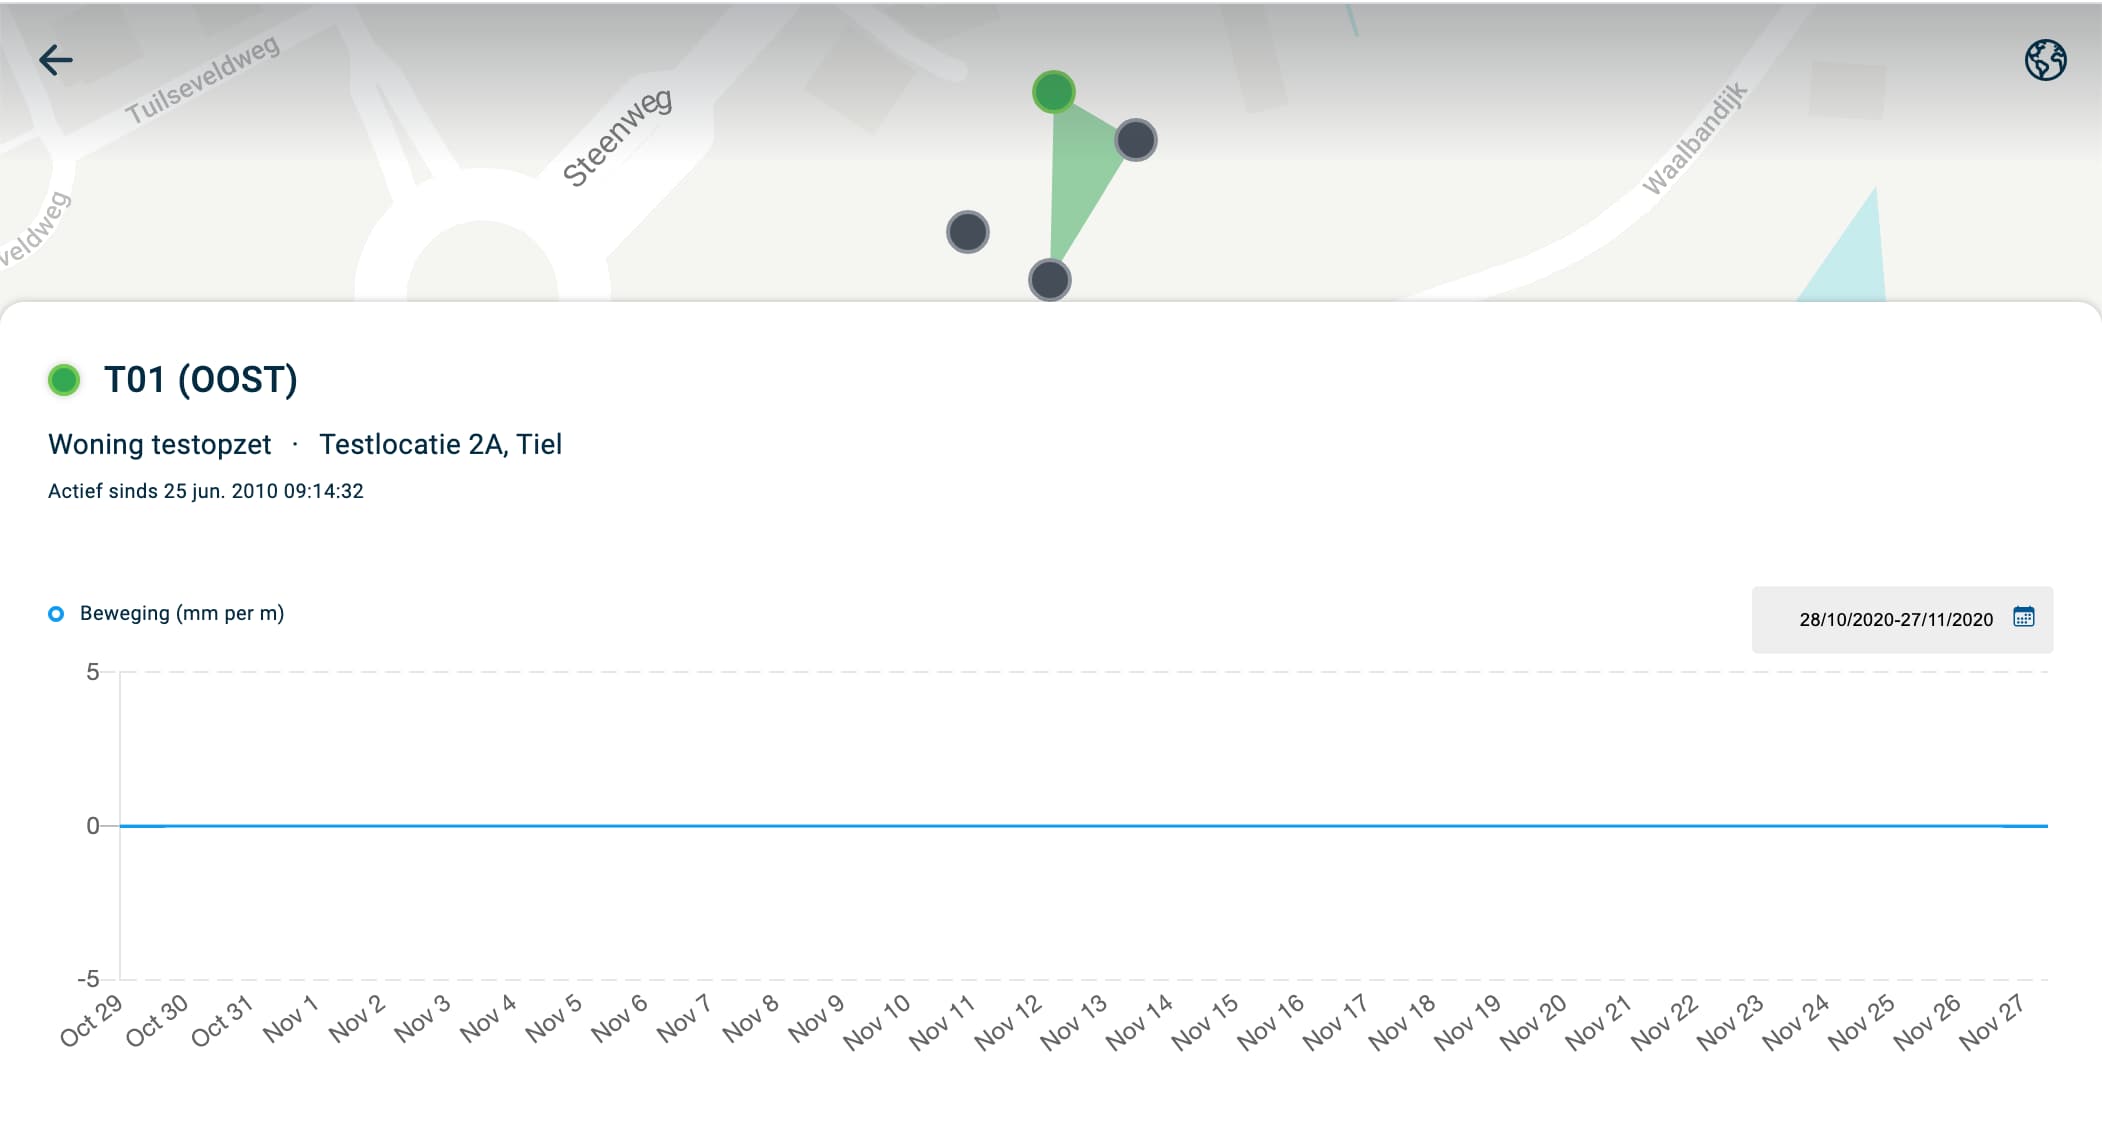 Tuilseveldweg
Steenweg
Waalbandijk
veldweg
T01 (OOST)
Woning testopzet · Testlocatie 2A, Tiel
Actief sinds 25 jun. 2010 09:14:32
Beweging (mm per m)
28/10/2020-27/11/2020
5
0
-5
Oct 29
Oct 30
Oct 31
Nov 1
Nov 2
Nov 3
Nov 4
Nov 5
Nov 6
Nov 7
Nov 8
Nov 9
Nov 10
Nov 11
Nov 12
Nov 13
Nov 14
Nov 15
Nov 16
Nov 17
Nov 18
Nov 19
Nov 20
Nov 21
Nov 22
Nov 23
Nov 24
Nov 25
Nov 26
Nov 27